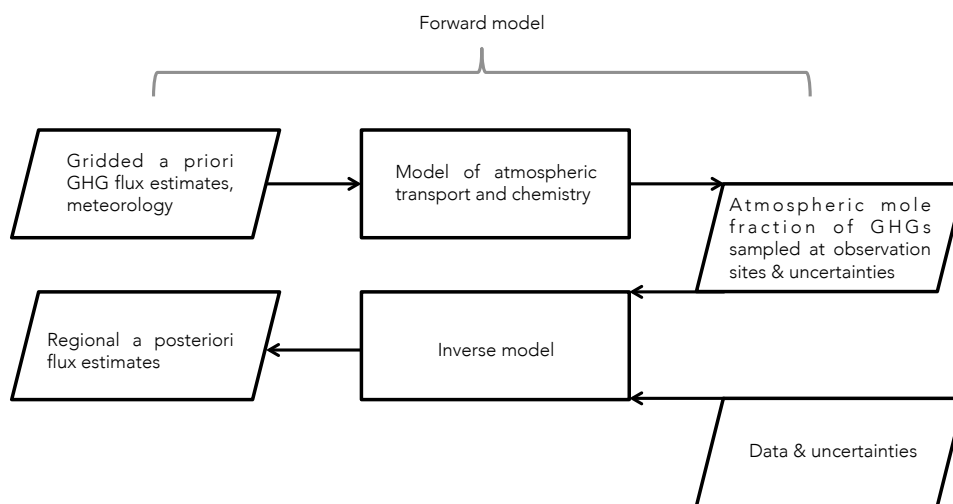 Forward model
Gridded a priori
GHG flux estimates,
meteorology
Model of atmospheric
transport and chemistry
Atmospheric mole
fraction of GHGs
sampled at observation
sites & uncertainties
Regional a posteriori
flux estimates
Inverse model
Data & uncertainties